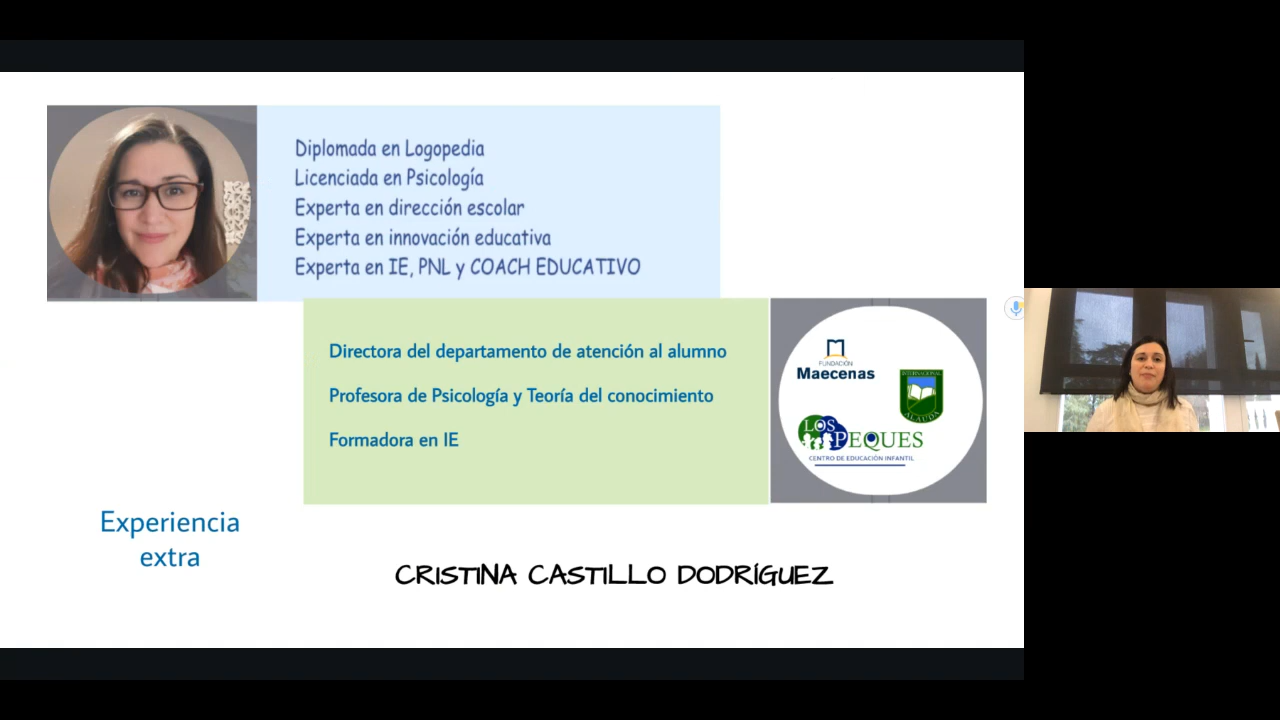 Diplomada en Logopedia
Licenciada en Psicología
Experta en dirección escolar
Experta en innovación educativa
Experta en IE, PNL y COACH EDUCATIVO
Directora del departamento de atención al alumno
Profesora de Psicología y Teoría del conocimiento
Formadora en IE
FUNDACIÓN
Maecenas
INTERNACIONAL
ALAUDA
LOS
PEQUES
CENTRO DE EDUCACIÓN INFANTIL
Experiencia
extra
CRISTINA CASTILLO DODRÍGUEZ